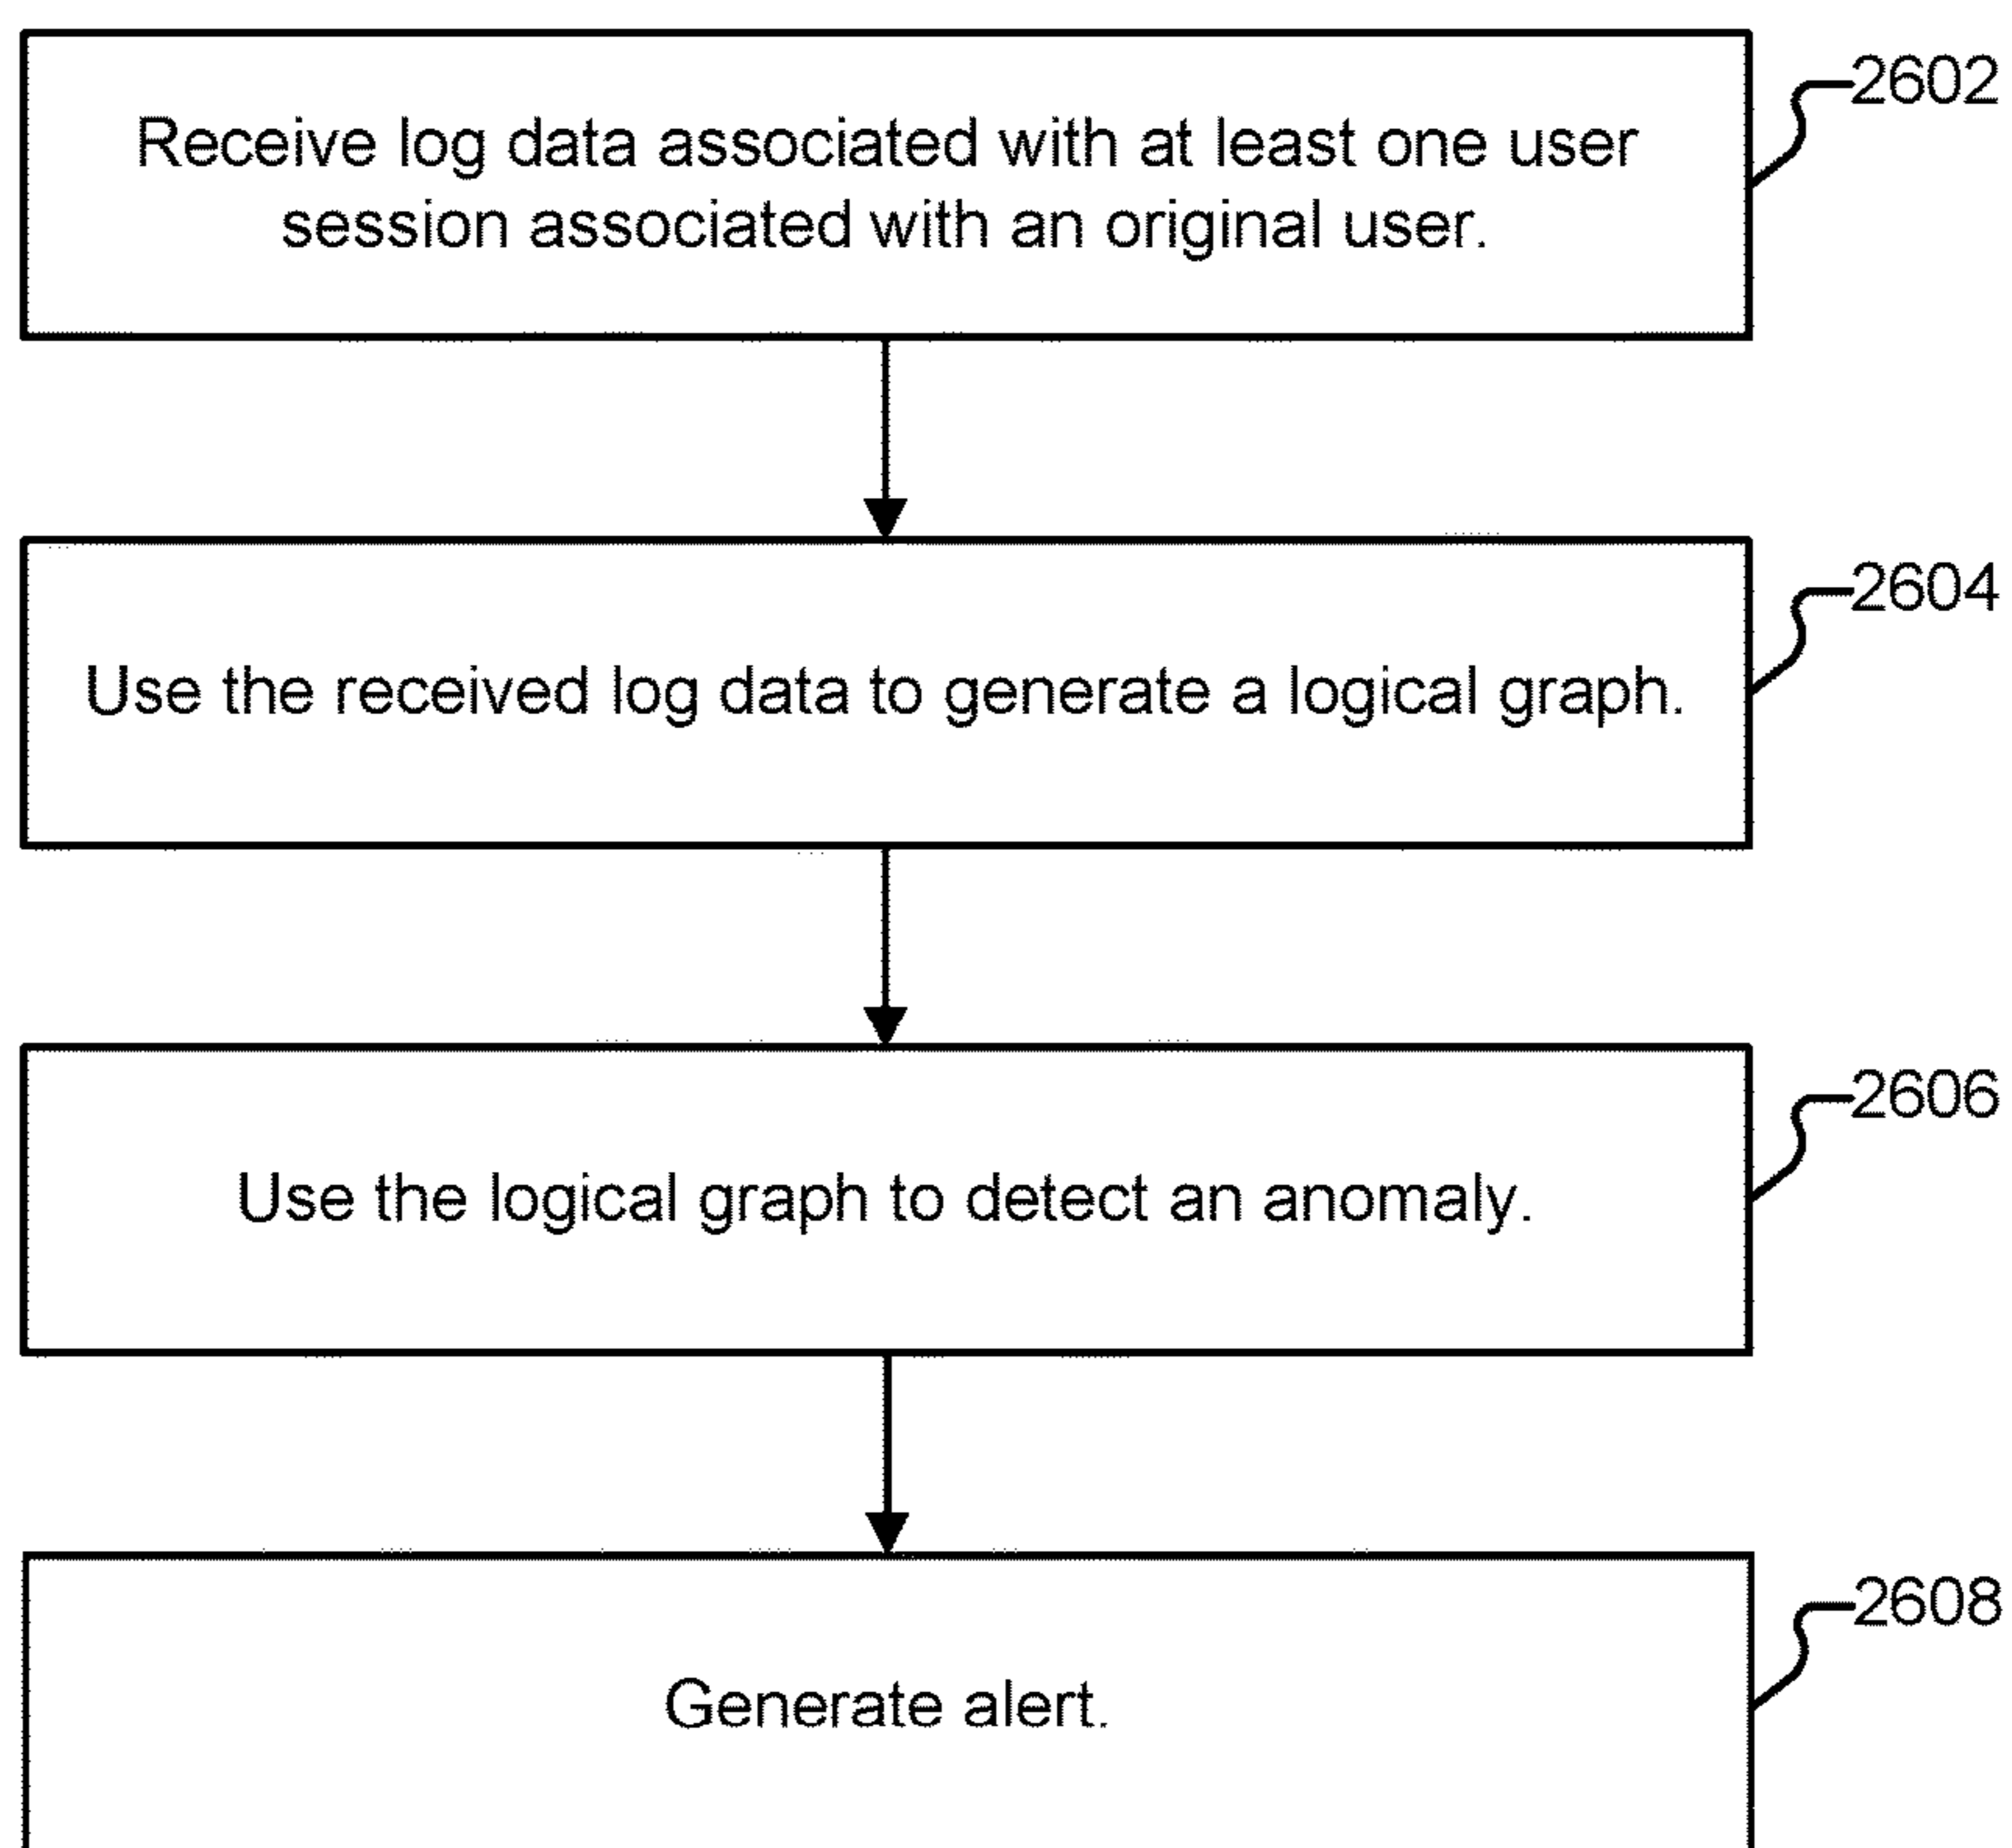 2602
Receive log data associated with at least one user
session associated with an original user.
2604
Use the received log data to generate a logical graph.
2606
Use the logical graph to detect an anomaly.
2608
Generate alert.